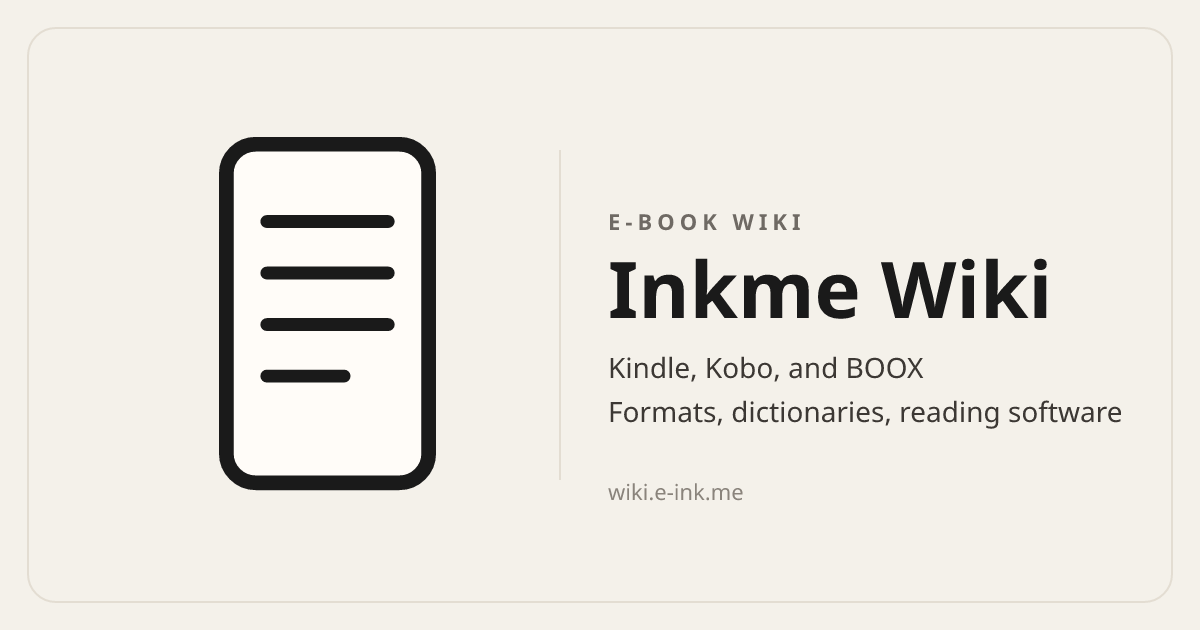 E-BOOK WIKI
Inkme Wiki
Kindle, Kobo, and BOOX
Formats, dictionaries, reading software
wiki.e-ink.me